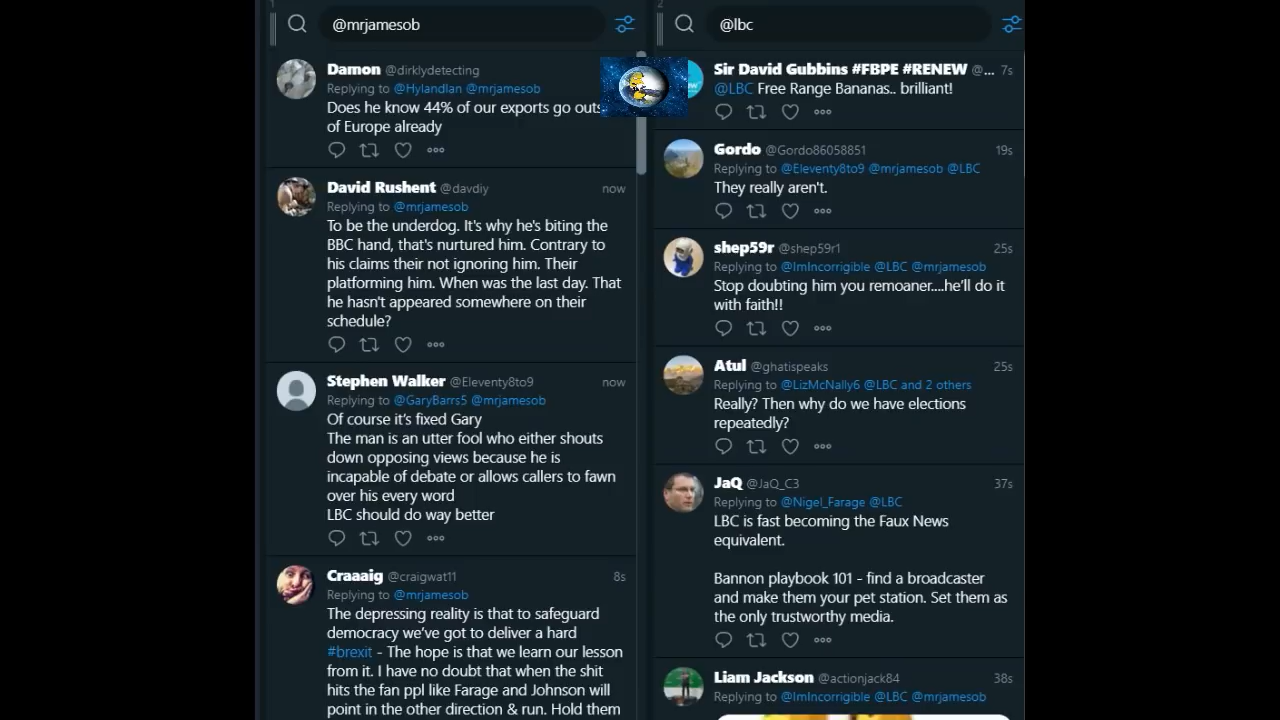 1
@mrjamesob
Damon @dirklydetecting
Replying to @HylandIan @mrjamesob
Does he know 44% of our exports go outs
of Europe already
David Rushent @davdiy now
Replying to @mrjamesob
To be the underdog. It's why he's biting the
BBC hand, that's nurtured him. Contrary to
his claims their not ignoring him. Their
platforming him. When was the last day. That
he hasn't appeared somewhere on their
schedule?
Stephen Walker @Eleventy8to9 now
Replying to @GaryBarrs5 @mrjamesob
Of course it's fixed Gary
The man is an utter fool who either shouts
down opposing views because he is
incapable of debate or allows callers to fawn
over his every word
LBC should do way better
Craaaig @craigwat11 8s
Replying to @mrjamesob
The depressing reality is that to safeguard
democracy we've got to deliver a hard
#brexit - The hope is that we learn our lesson
from it. I have no doubt that when the shit
hits the fan ppl like Farage and Johnson will
point in the other direction & run. Hold them
2
@lbc
Sir David Gubbins #FBPE #RENEW @... 7s
@LBC Free Range Bananas.. brilliant!
Gordo @Gordo86058851 19s
Replying to @Eleventy8to9 @mrjamesob @LBC
They really aren't.
shep59r @shep59r1 25s
Replying to @ImIncorrigible @LBC @mrjamesob
Stop doubting him you remoaner....he'll do it
with faith!!
Atul @ghatispeaks 25s
Replying to @LizMcNally6 @LBC and 2 others
Really? Then why do we have elections
repeatedly?
JaQ @JaQ_C3 37s
Replying to @Nigel_Farage @LBC
LBC is fast becoming the Faux News
equivalent.
Bannon playbook 101 - find a broadcaster
and make them your pet station. Set them as
the only trustworthy media.
Liam Jackson @actionjack84 38s
Replying to @ImIncorrigible @LBC @mrjamesob